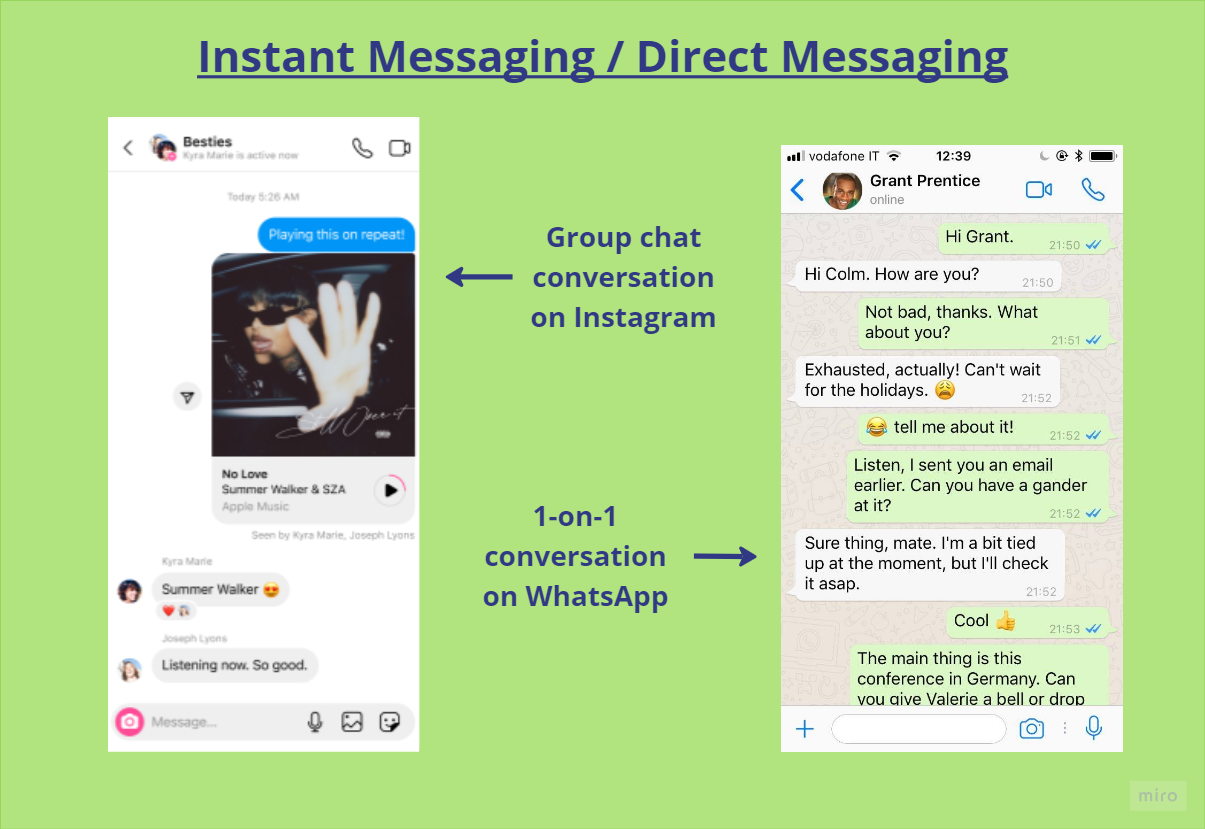 Instant Messaging / Direct Messaging
Besties
Kyra Marie is active now
Today 5:26 AM
Playing this on repeat!
Still Over It
No Love
Summer Walker & SZA
Apple Music
Seen by Kyra Marie, Joseph Lyons
Kyra Marie
Summer Walker 😍
❤️
Joseph Lyons
Listening now. So good.
Message...
Group chat
conversation
on Instagram
1-on-1
conversation
on WhatsApp
vodafone IT
12:39
Grant Prentice
online
Hi Grant.
21:50
Hi Colm. How are you?
21:50
Not bad, thanks. What
about you?
21:51
Exhausted, actually! Can't wait
for the holidays. 😩
21:52
😂 tell me about it!
21:52
Listen, I sent you an email
earlier. Can you have a gander
at it?
21:52
Sure thing, mate. I'm a bit tied
up at the moment, but I'll check
it asap.
21:52
Cool 👍
21:53
The main thing is this
conference in Germany. Can
you give Valerie a bell or drop
miro